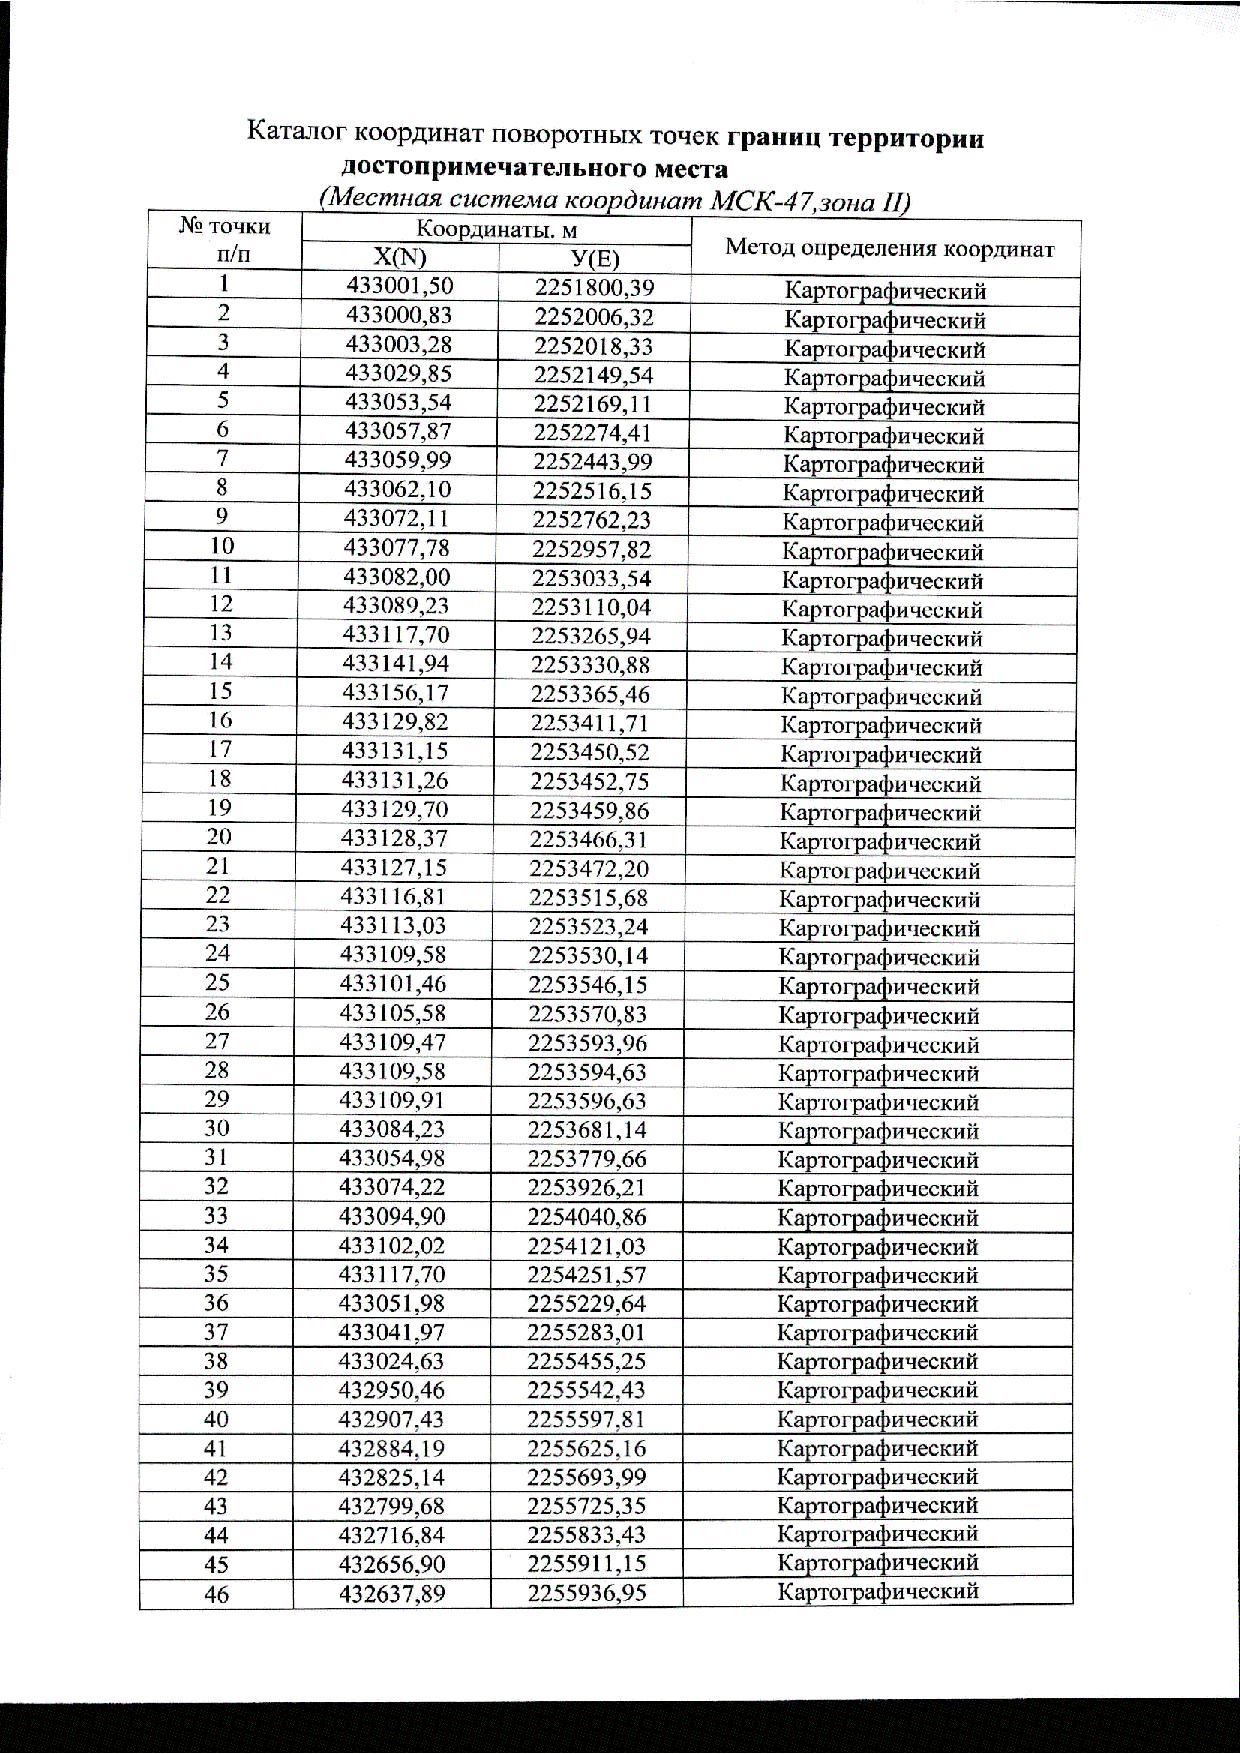 Каталог координат поворотных точек границ территории
достопримечательного места
(Местная система координат МСК-47,зона II)
№ точки п/п Координаты. м Метод определения координат
X(N) У(Е)
1 433001,50 2251800,39 Картографический
2 433000,83 2252006,32 Картографический
3 433003,28 2252018,33 Картографический
4 433029,85 2252149,54 Картографический
5 433053,54 2252169,11 Картографический
6 433057,87 2252274,41 Картографический
7 433059,99 2252443,99 Картографический
8 433062,10 2252516,15 Картографический
9 433072,11 2252762,23 Картографический
10 433077,78 2252957,82 Картографический
11 433082,00 2253033,54 Картографический
12 433089,23 2253110,04 Картографический
13 433117,70 2253265,94 Картографический
14 433141,94 2253330,88 Картографический
15 433156,17 2253365,46 Картографический
16 433129,82 2253411,71 Картографический
17 433131,15 2253450,52 Картографический
18 433131,26 2253452,75 Картографический
19 433129,70 2253459,86 Картографический
20 433128,37 2253466,31 Картографический
21 433127,15 2253472,20 Картографический
22 433116,81 2253515,68 Картографический
23 433113,03 2253523,24 Картографический
24 433109,58 2253530,14 Картографический
25 433101,46 2253546,15 Картографический
26 433105,58 2253570,83 Картографический
27 433109,47 2253593,96 Картографический
28 433109,58 2253594,63 Картографический
29 433109,91 2253596,63 Картографический
30 433084,23 2253681,14 Картографический
31 433054,98 2253779,66 Картографический
32 433074,22 2253926,21 Картографический
33 433094,90 2254040,86 Картографический
34 433102,02 2254121,03 Картографический
35 433117,70 2254251,57 Картографический
36 433051,98 2255229,64 Картографический
37 433041,97 2255283,01 Картографический
38 433024,63 2255455,25 Картографический
39 432950,46 2255542,43 Картографический
40 432907,43 2255597,81 Картографический
41 432884,19 2255625,16 Картографический
42 432825,14 2255693,99 Картографический
43 432799,68 2255725,35 Картографический
44 432716,84 2255833,43 Картографический
45 432656,90 2255911,15 Картографический
46 432637,89 2255936,95 Картографический